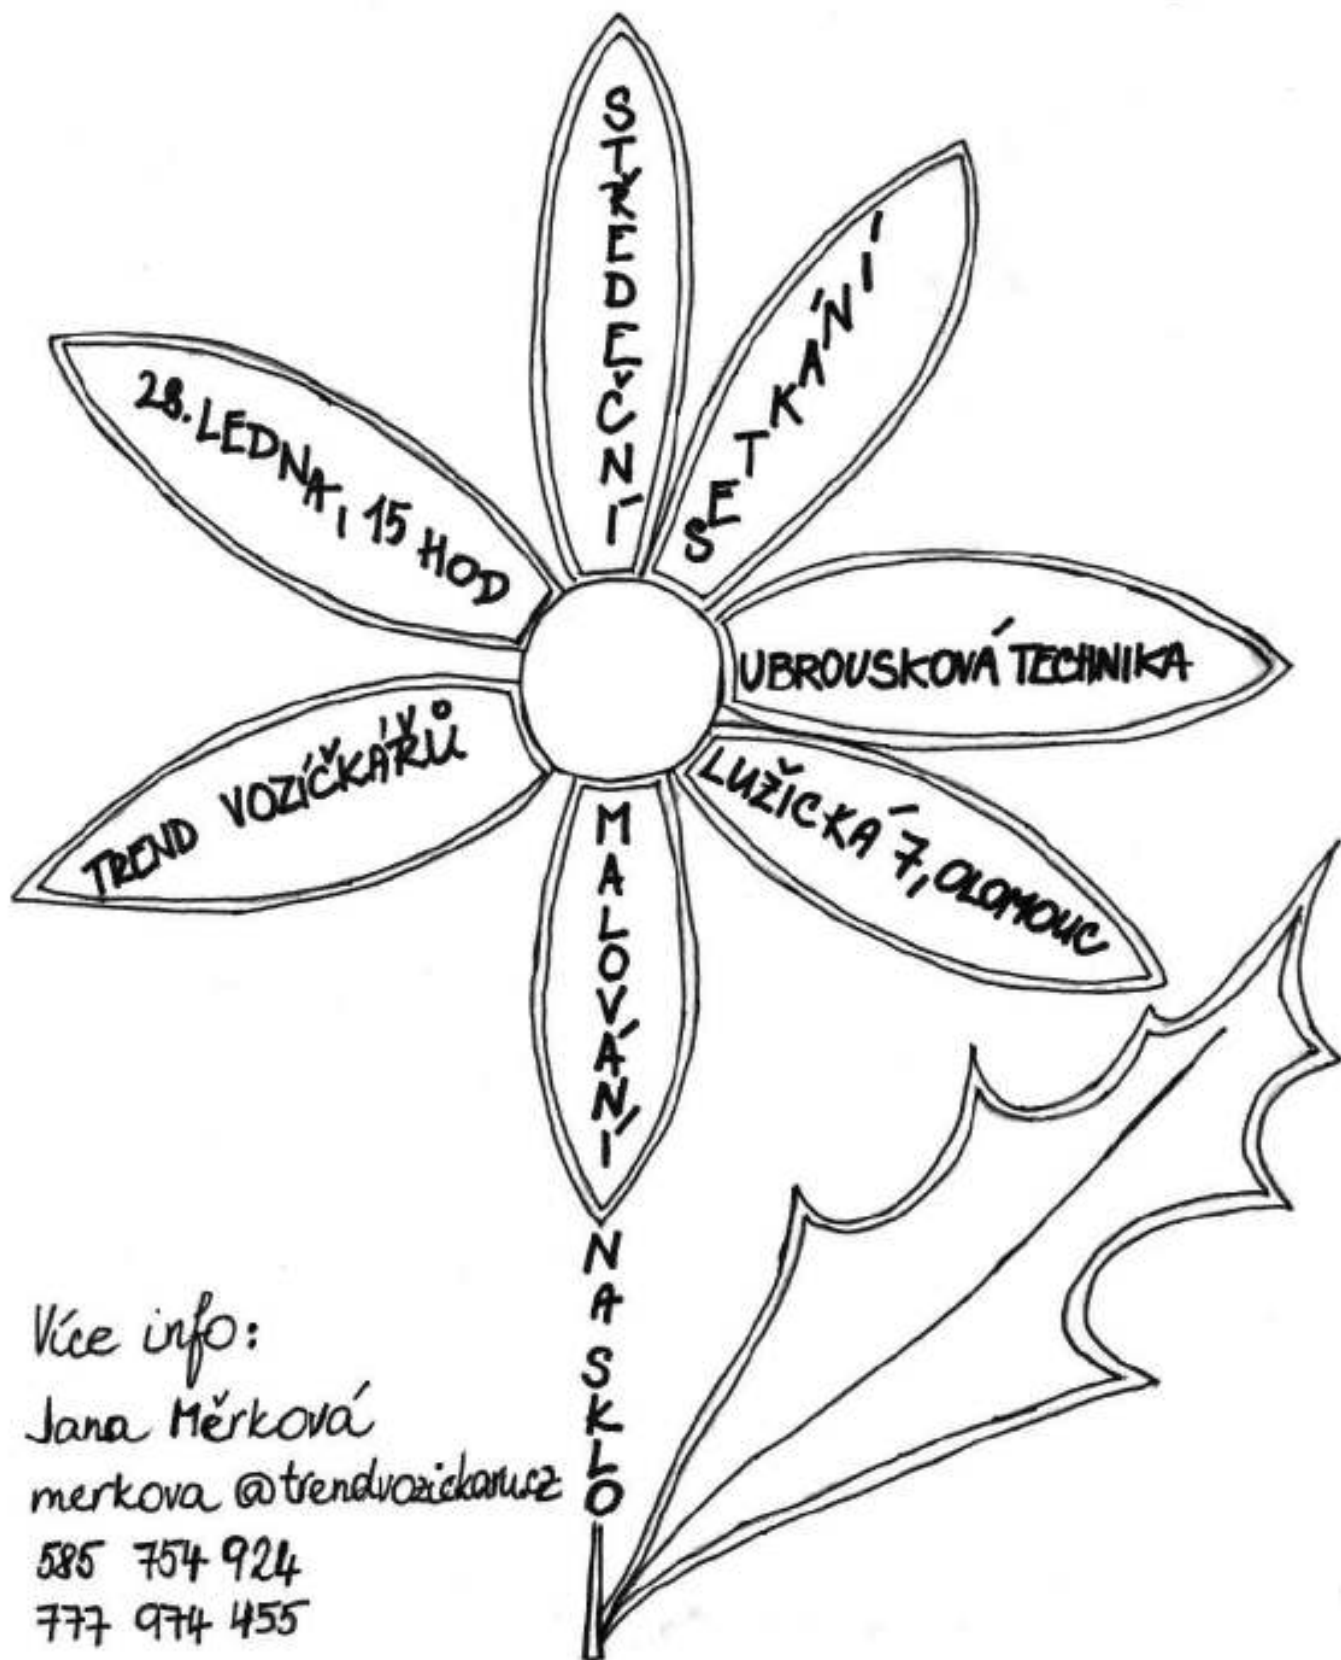 STŘEDEČNÍ
SETKÁNÍ
UBROUSKOVÁ TECHNIKA
LUŽICKÁ 7, OLOMOUC
MALOVÁNÍ
NA SKLO
TREND VOZÍČKÁŘŮ
28. LEDNA, 15 HOD
Více info:
Jana Měrková
merkova @trendvozickaru.cz
585 754 924
777 974 455